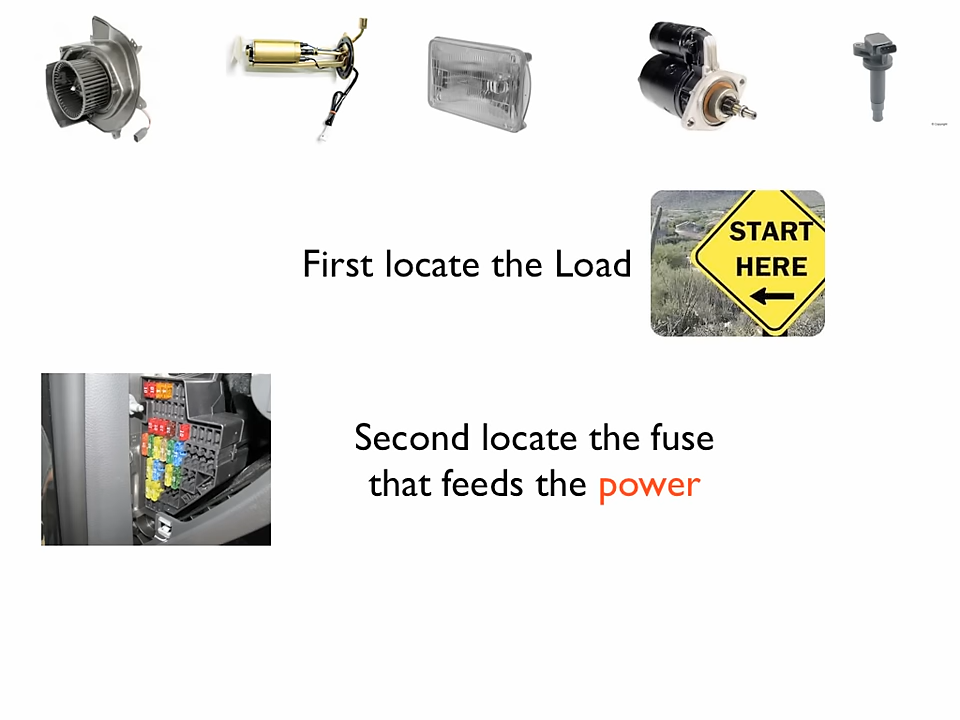 First locate the Load
START
HERE
Second locate the fuse
that feeds the power